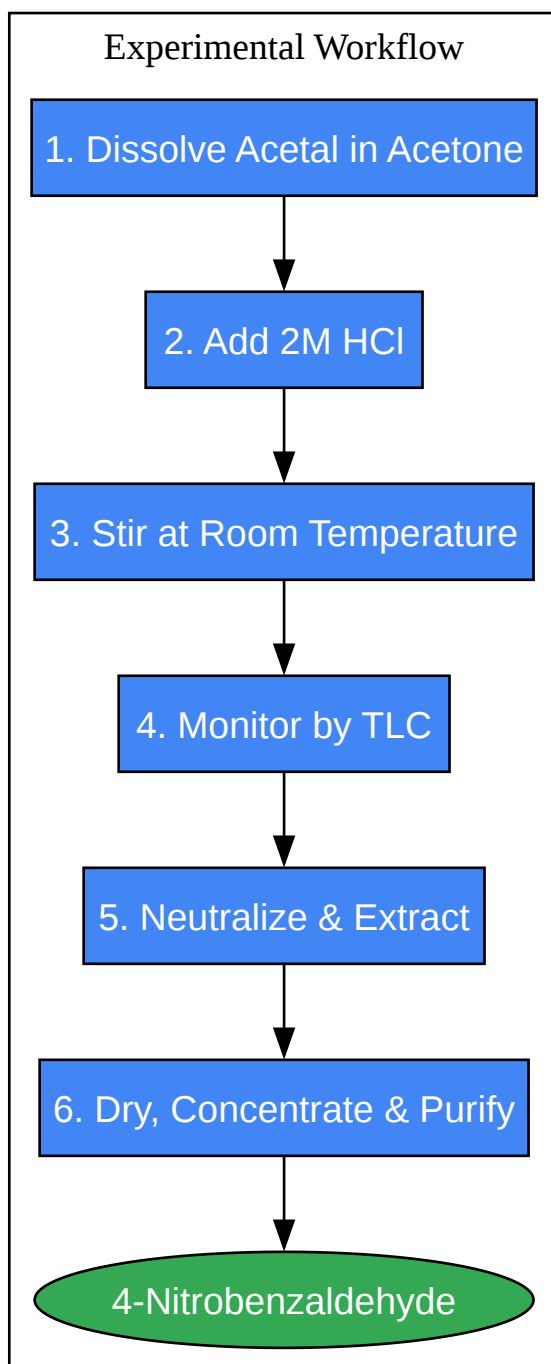 Experimental Workflow
1. Dissolve Acetal in Acetone
2. Add 2M HCl
3. Stir at Room Temperature
4. Monitor by TLC
5. Neutralize & Extract
6. Dry, Concentrate & Purify
4-Nitrobenzaldehyde